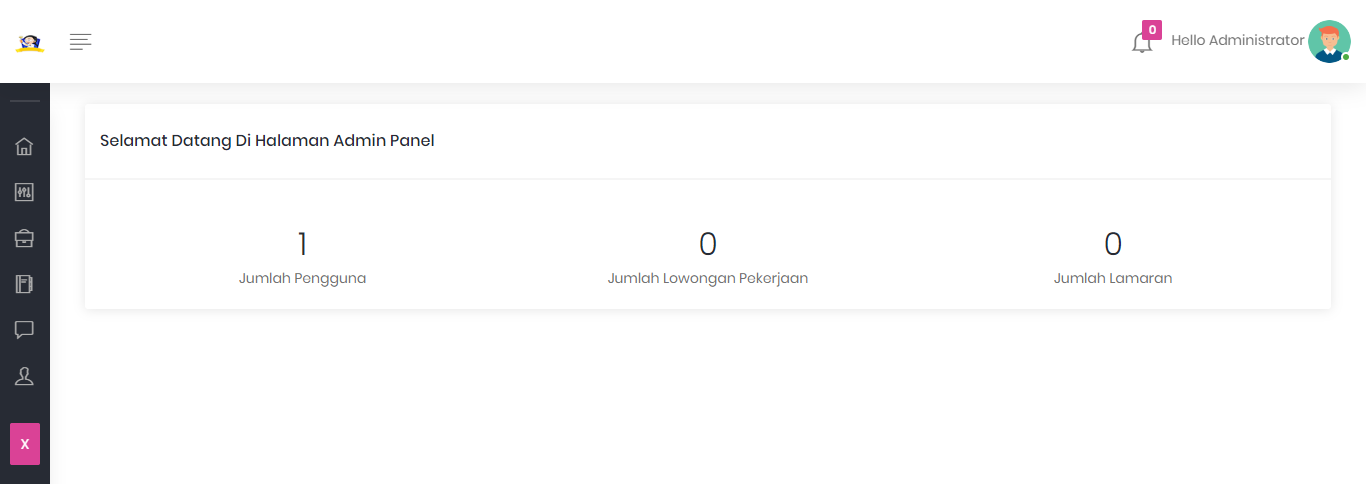 0
Hello Administrator
Selamat Datang Di Halaman Admin Panel
1
Jumlah Pengguna
0
Jumlah Lowongan Pekerjaan
0
Jumlah Lamaran
X